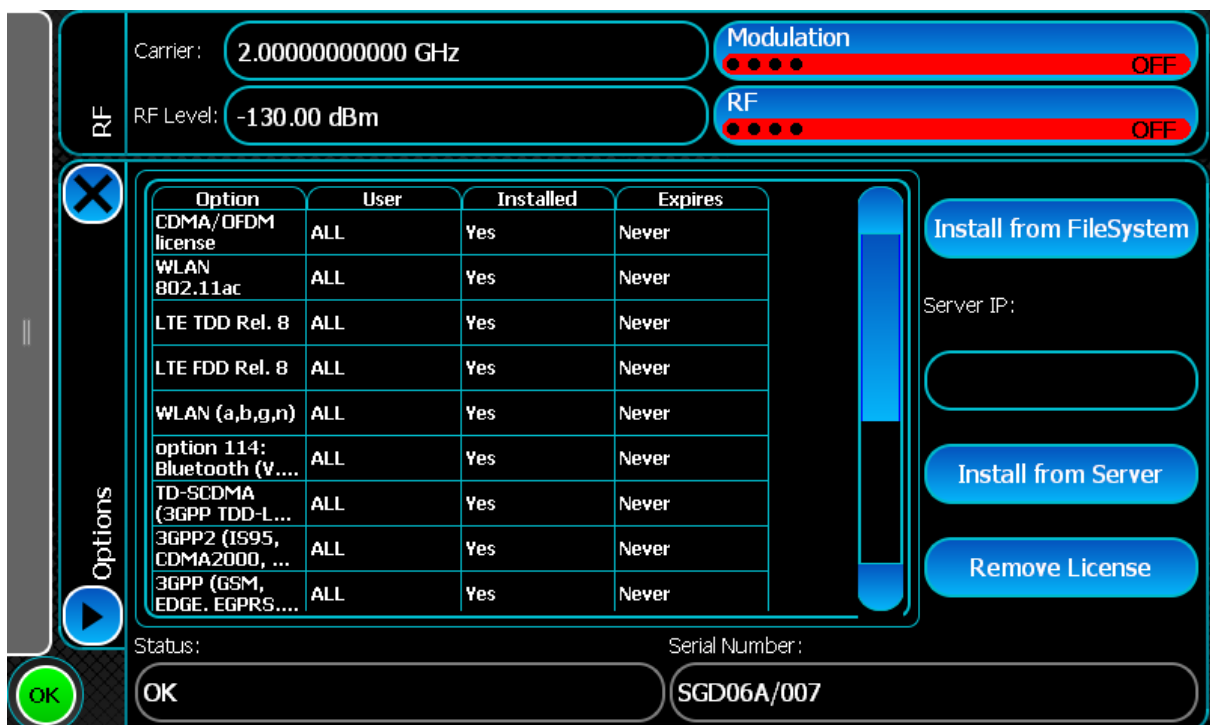 RF
Carrier:
2.00000000000 GHz
Modulation
OFF
RF Level:
-130.00 dBm
RF
OFF
Options
Option User Installed Expires
CDMA/OFDM
license ALL Yes Never
WLAN
802.11ac ALL Yes Never
LTE TDD Rel. 8 ALL Yes Never
LTE FDD Rel. 8 ALL Yes Never
WLAN (a,b,g,n) ALL Yes Never
option 114:
Bluetooth (V.... ALL Yes Never
TD-SCDMA
(3GPP TDD-L... ALL Yes Never
3GPP2 (IS95,
CDMA2000, ... ALL Yes Never
3GPP (GSM,
EDGE. EGPRS.... ALL Yes Never
Install from FileSystem
Server IP:
Install from Server
Remove License
Status:
OK
Serial Number:
SGD06A/007
OK